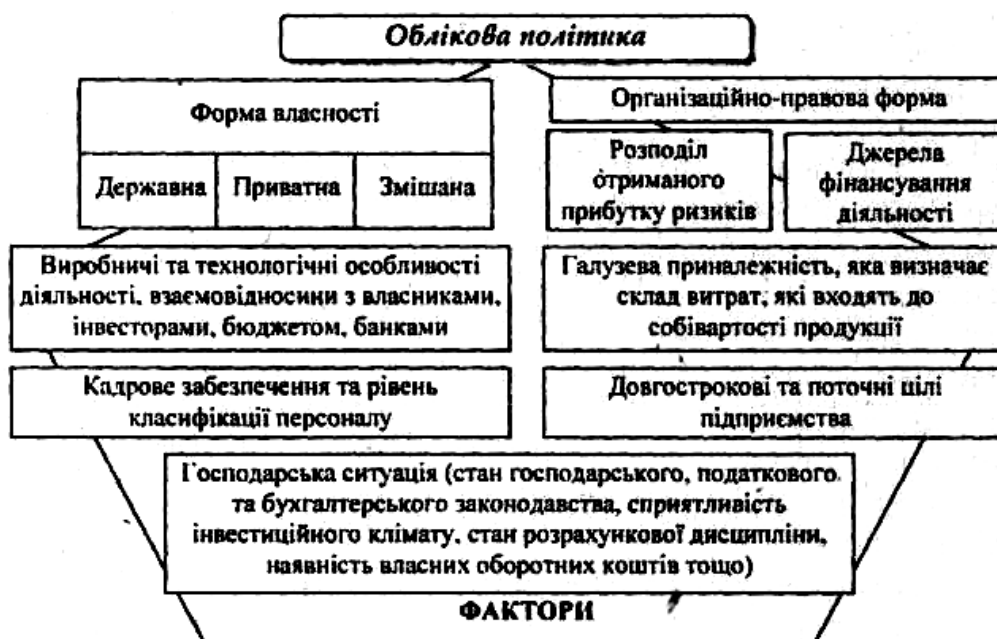 Облікова політика
Форма власності
Державна
Приватна
Змішана
Організаційно-правова форма
Розподіл
отриманого
прибутку ризиків
Джерела
фінансування
діяльності
Виробничі та технологічні особливості
діяльності, взаємовідносини з власниками,
інвесторами, бюджетом, банками
Галузева приналежність, яка визначає
склад витрат, які входять до
собівартості продукції
Кадрове забезпечення та рівень
класифікації персоналу
Довгострокові та поточні цілі
підприємства
Господарська ситуація (стан господарського, податкового
та бухгалтерського законодавства, сприятливість
інвестиційного клімату, стан розрахункової дисципліни,
наявність власних оборотних коштів тощо)
ФАКТОРИ